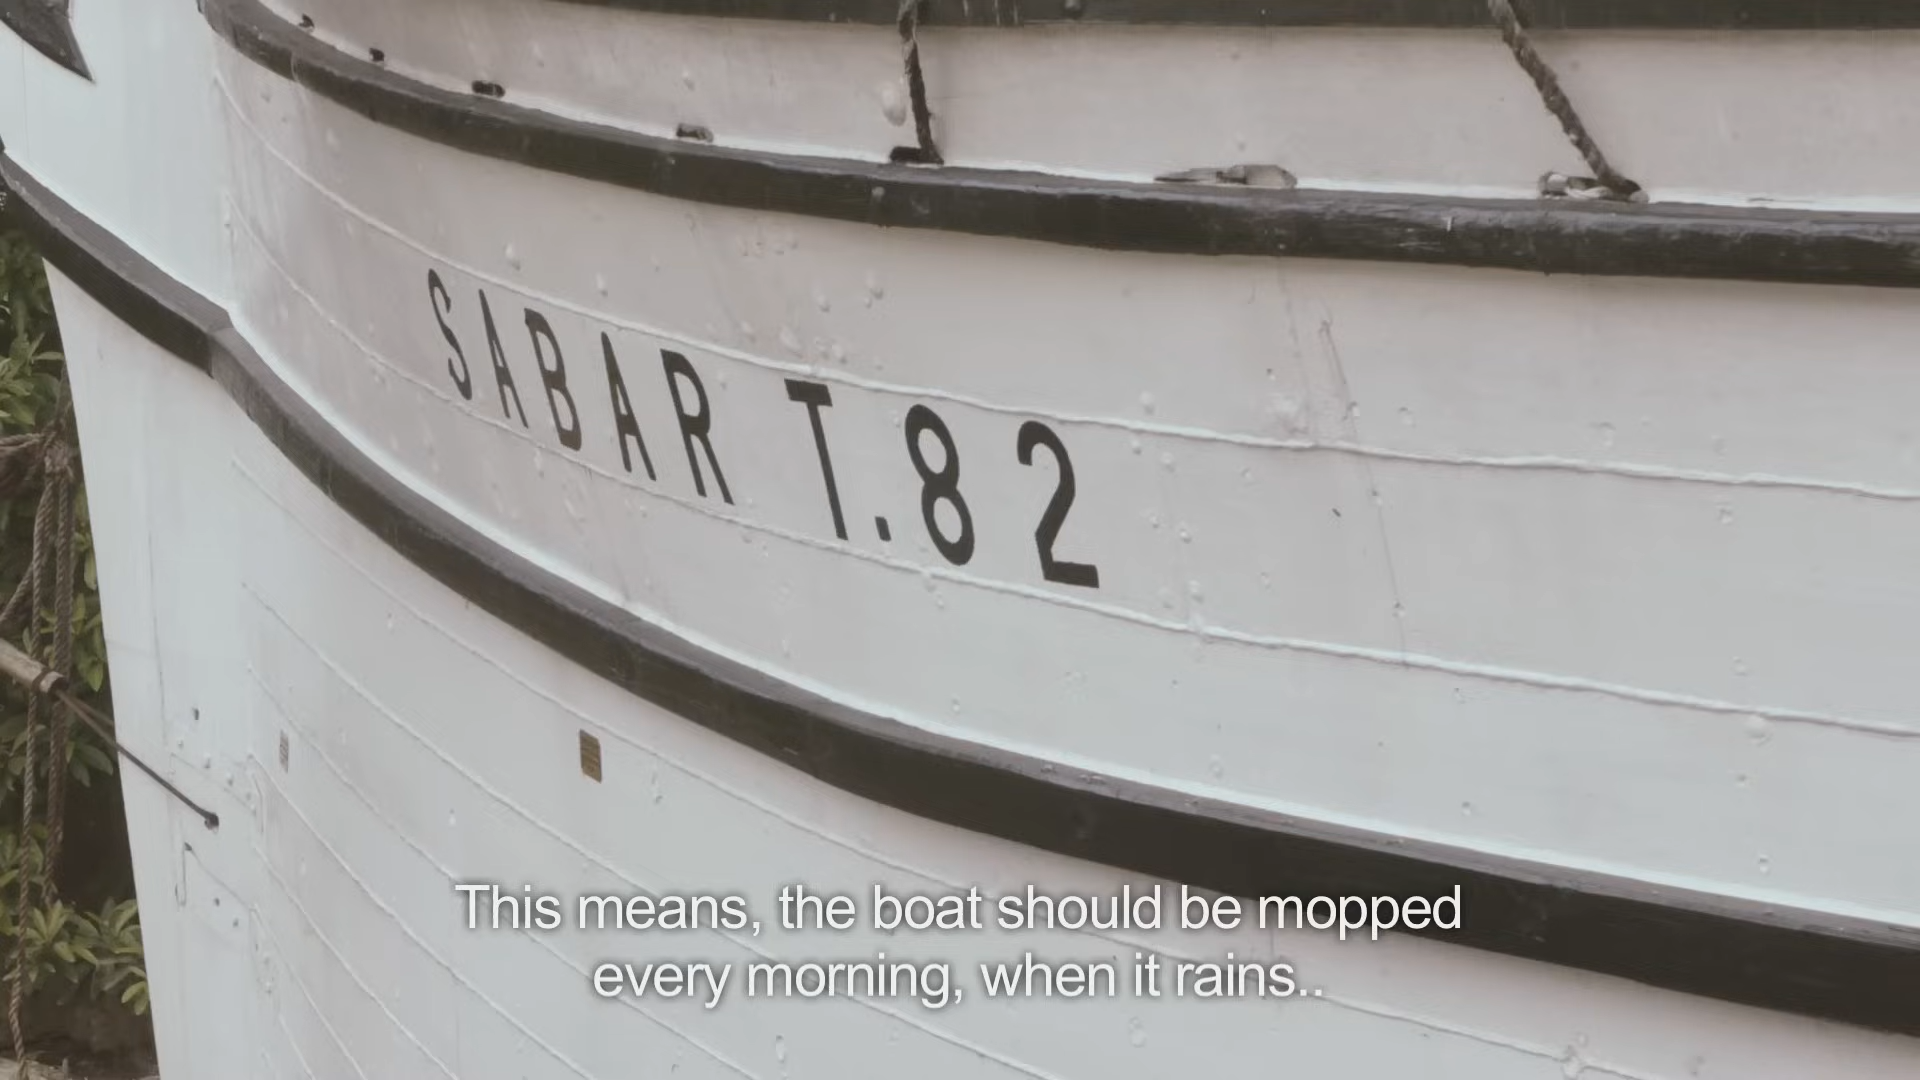 SABAR T.82
This means, the boat should be mopped
every morning, when it rains..